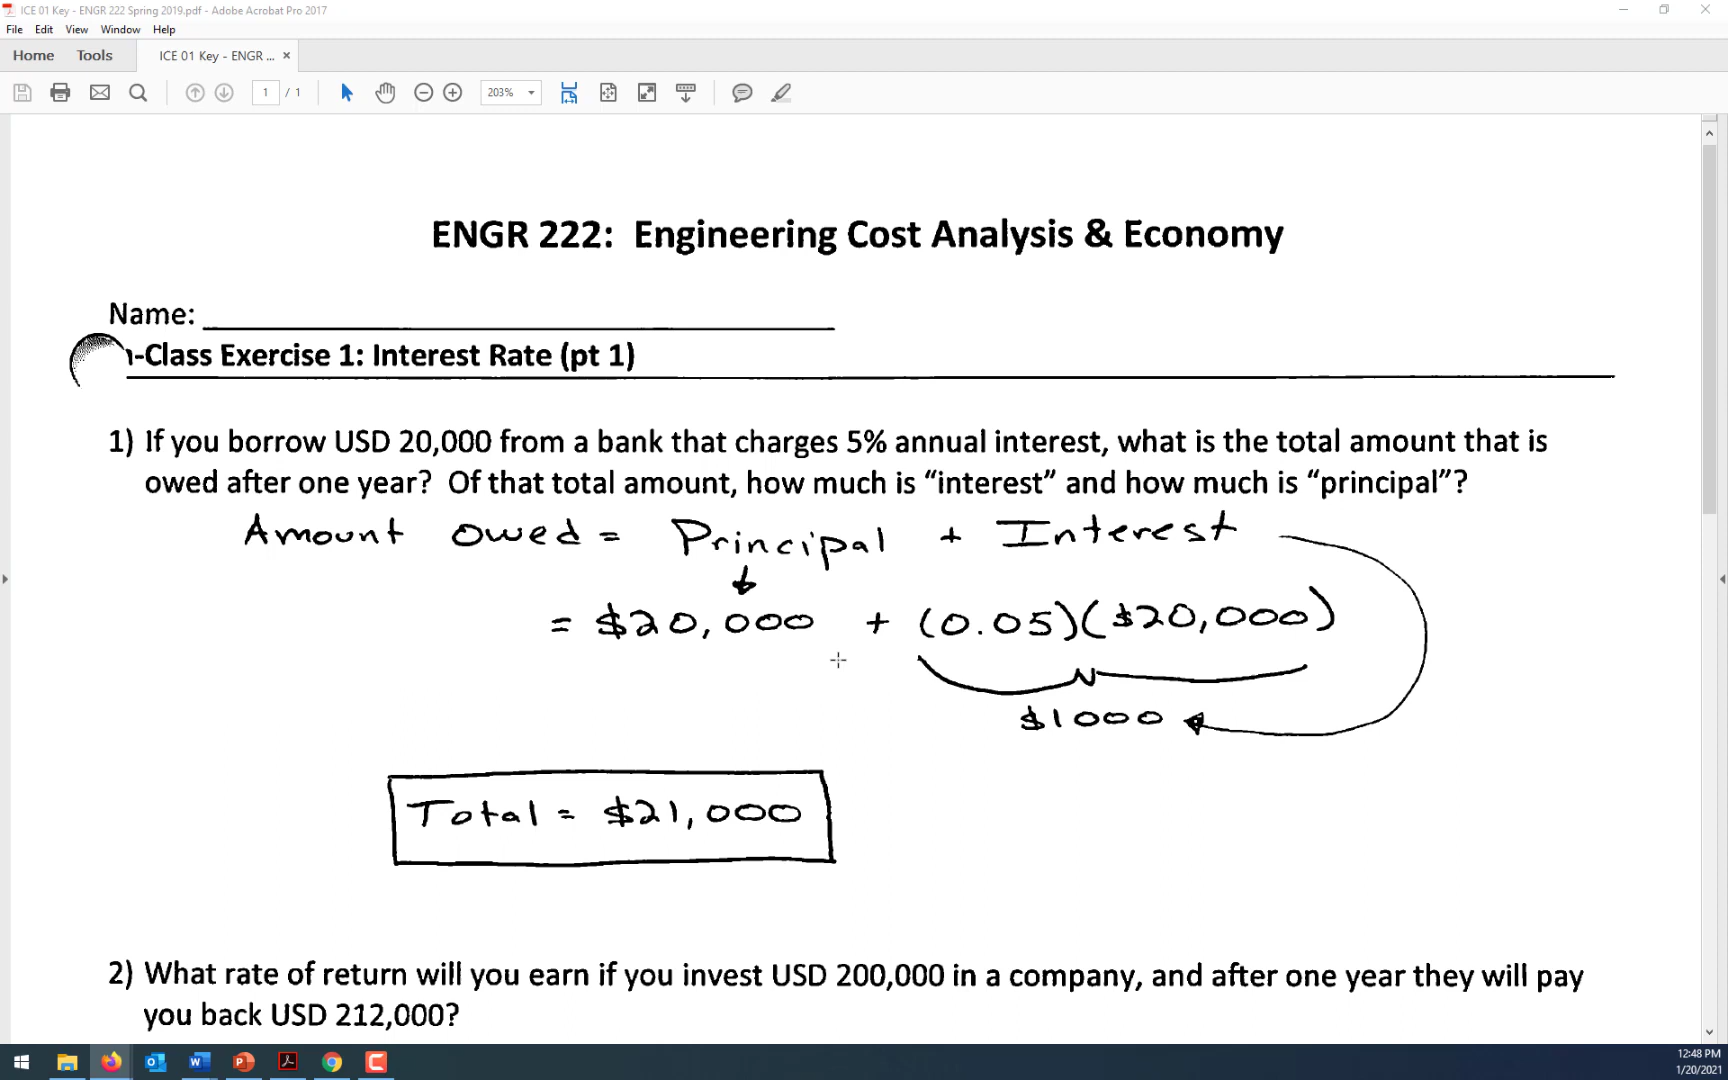 ICE 01 Key - ENGR 222 Spring 2019.pdf - Adobe Acrobat Pro 2017
File Edit View Window Help
Home Tools ICE 01 Key - ENGR ... ×
1 / 1 203%
ENGR 222: Engineering Cost Analysis & Economy
Name:
-Class Exercise 1: Interest Rate (pt 1)
1) If you borrow USD 20,000 from a bank that charges 5% annual interest, what is the total amount that is
owed after one year? Of that total amount, how much is “interest” and how much is “principal”?
Amount owed = Principal + Interest
= $20,000 + (0.05)($20,000)
$1000
Total = $21,000
2) What rate of return will you earn if you invest USD 200,000 in a company, and after one year they will pay
you back USD 212,000?
12:48 PM
1/20/2021